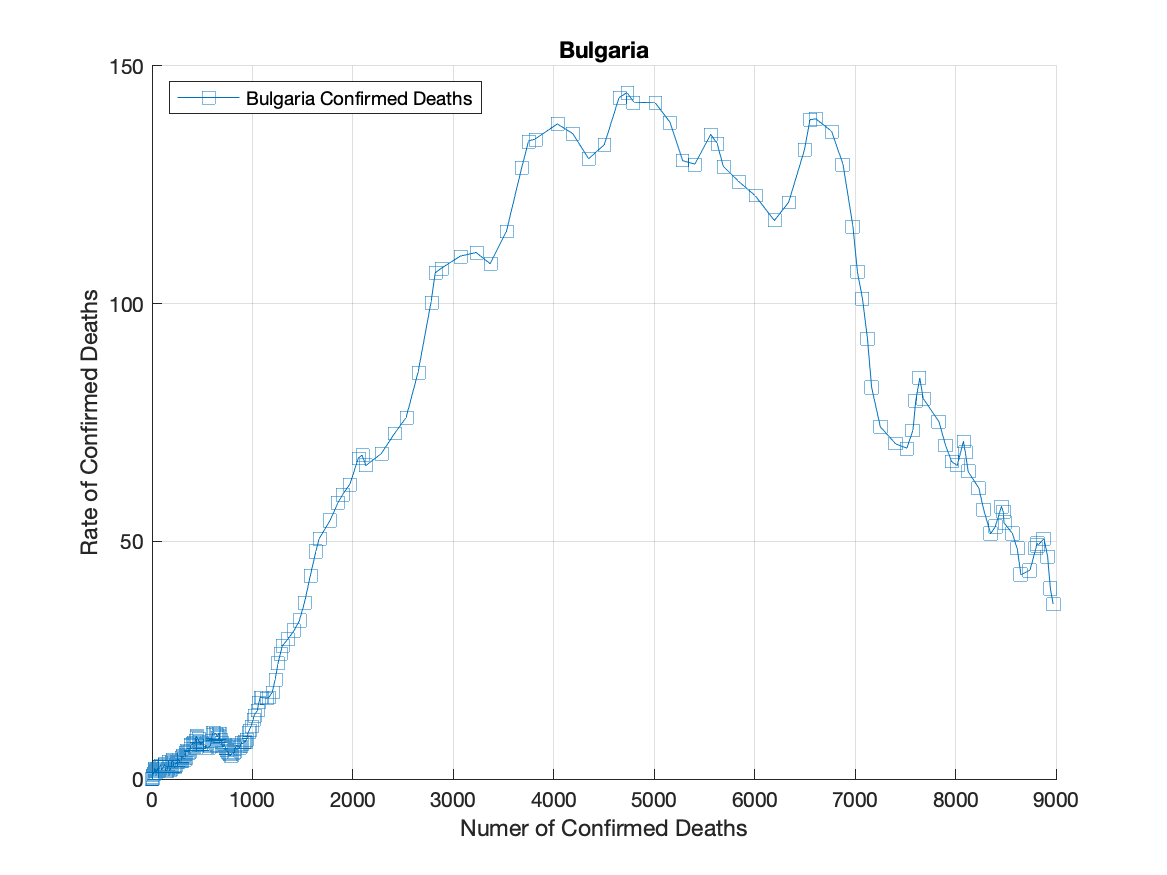 Bulgaria
150
Bulgaria Confirmed Deaths
100
50
0
Rate of Confirmed Deaths
0 1000 2000 3000 4000 5000 6000 7000 8000 9000
Numer of Confirmed Deaths